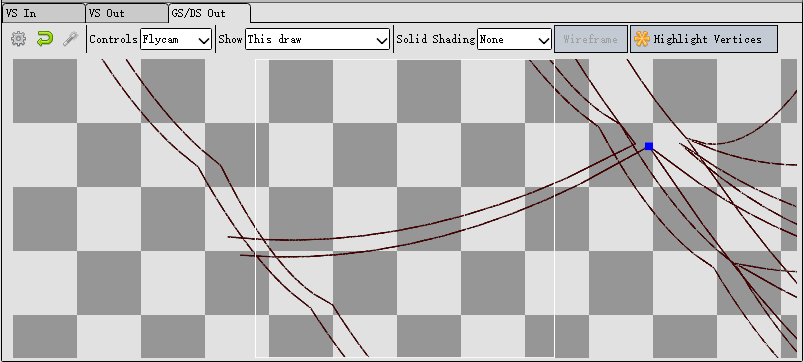 VS In
VS Out
GS/DS Out
Controls Flycam Show This draw Solid Shading None Wireframe Highlight Vertices